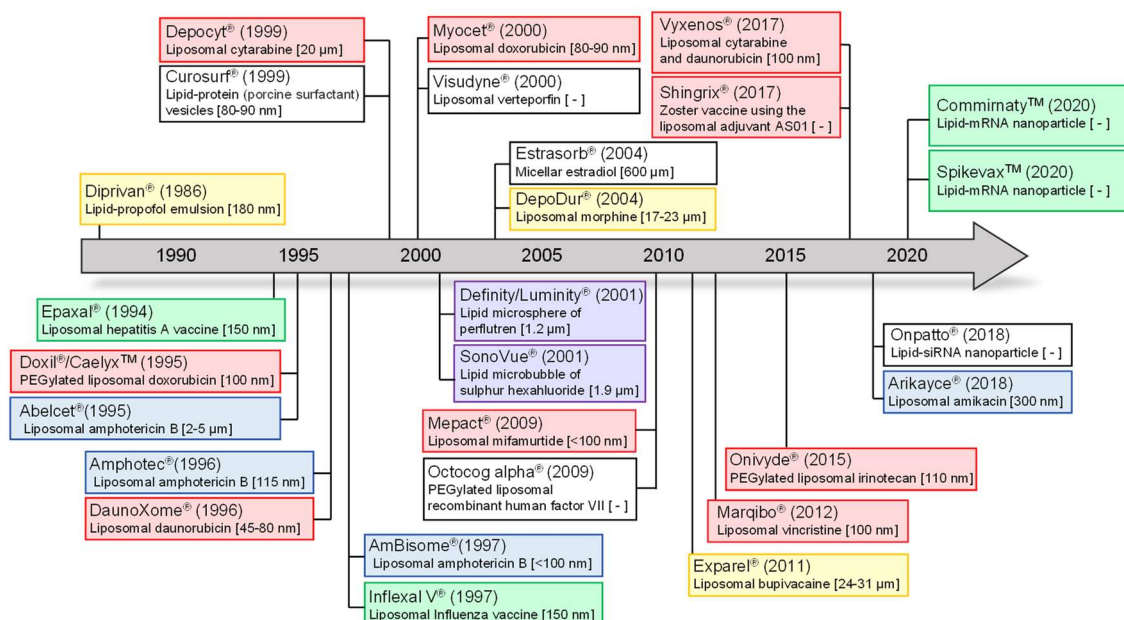 Depocyt® (1999)
Liposomal cytarabine [20 µm]
Curosurf® (1999)
Lipid-protein (porcine surfactant)
vesicles [80-90 nm]
Myocet® (2000)
Liposomal doxorubicin [80-90 nm]
Visudyne® (2000)
Liposomal verteporfin [ - ]
Vyxenos® (2017)
Liposomal cytarabine
and daunorubicin [100 nm]
Shingrix® (2017)
Zoster vaccine using the
liposomal adjuvant AS01 [ - ]
Commirnaty™ (2020)
Lipid-mRNA nanoparticle [ - ]
Spikevax™ (2020)
Lipid-mRNA nanoparticle [ - ]
Estrasorb® (2004)
Micellar estradiol [600 µm]
DepoDur® (2004)
Liposomal morphine [17-23 µm]
Diprivan® (1986)
Lipid-propofol emulsion [180 nm]
1990 1995 2000 2005 2010 2015 2020
Epaxal® (1994)
Liposomal hepatitis A vaccine [150 nm]
Doxil®/Caelyx™ (1995)
PEGylated liposomal doxorubicin [100 nm]
Abelcet®(1995)
Liposomal amphotericin B [2-5 µm]
Amphotec®(1996)
Liposomal amphotericin B [115 nm]
DaunoXome® (1996)
Liposomal daunorubicin [45-80 nm]
AmBisome®(1997)
Liposomal amphotericin B [<100 nm]
Inflexal V® (1997)
Liposomal Influenza vaccine [150 nm]
Definity/Luminity® (2001)
Lipid microsphere of
perflutren [1.2 µm]
SonoVue® (2001)
Lipid microbubble of
sulphur hexahluoride [1.9 µm]
Mepact® (2009)
Liposomal mifamurtide [<100 nm]
Octocog alpha® (2009)
PEGylated liposomal
recombinant human factor VII [ - ]
Onpatto® (2018)
Lipid-siRNA nanoparticle [ - ]
Arikayce® (2018)
Liposomal amikacin [300 nm]
Onivyde® (2015)
PEGylated liposomal irinotecan [110 nm]
Marqibo® (2012)
Liposomal vincristine [100 nm]
Exparel® (2011)
Liposomal bupivacaine [24-31 µm]